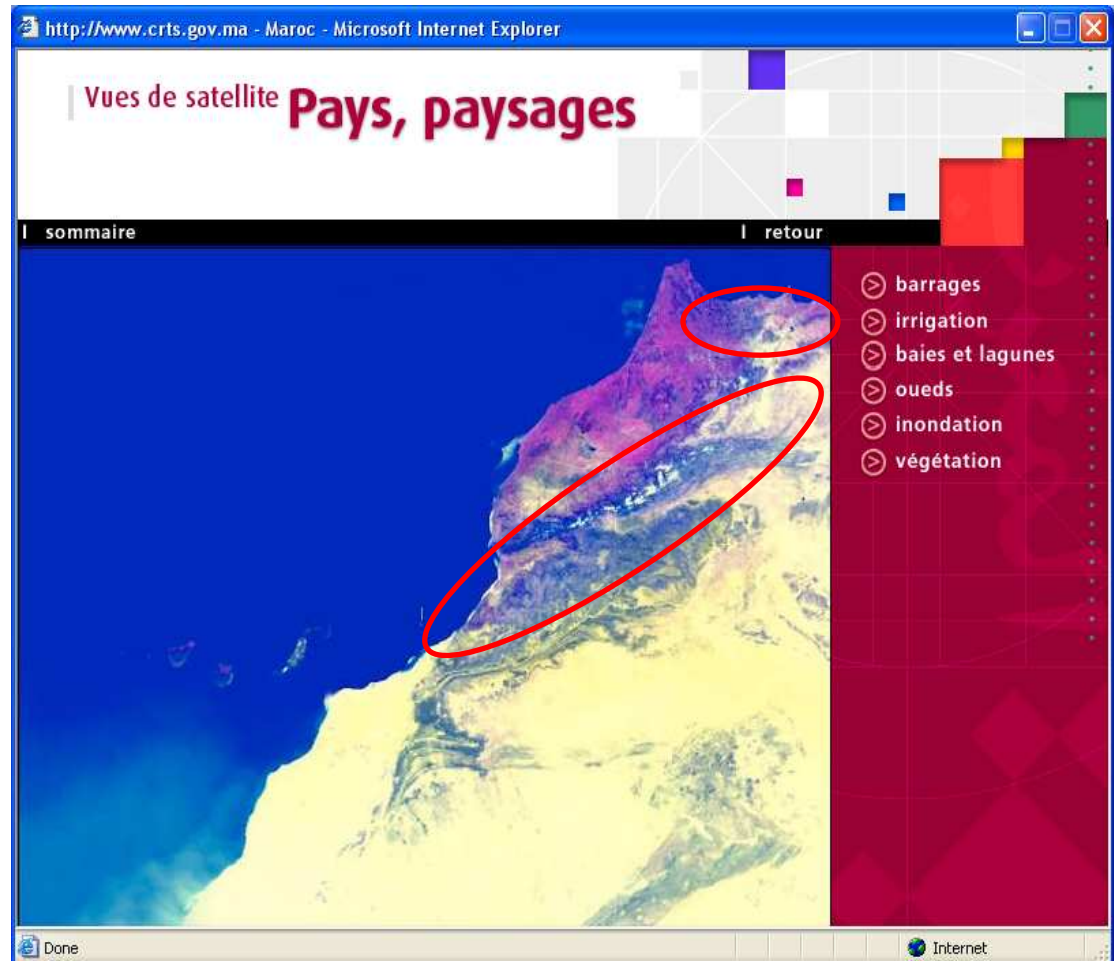 http://www.crts.gov.ma - Maroc - Microsoft Internet Explorer
Vues de satellite Pays, paysages
I sommaire
I retour
> barrages
> irrigation
> baies et lagunes
> oueds
> inondation
> végétation
Done
Internet